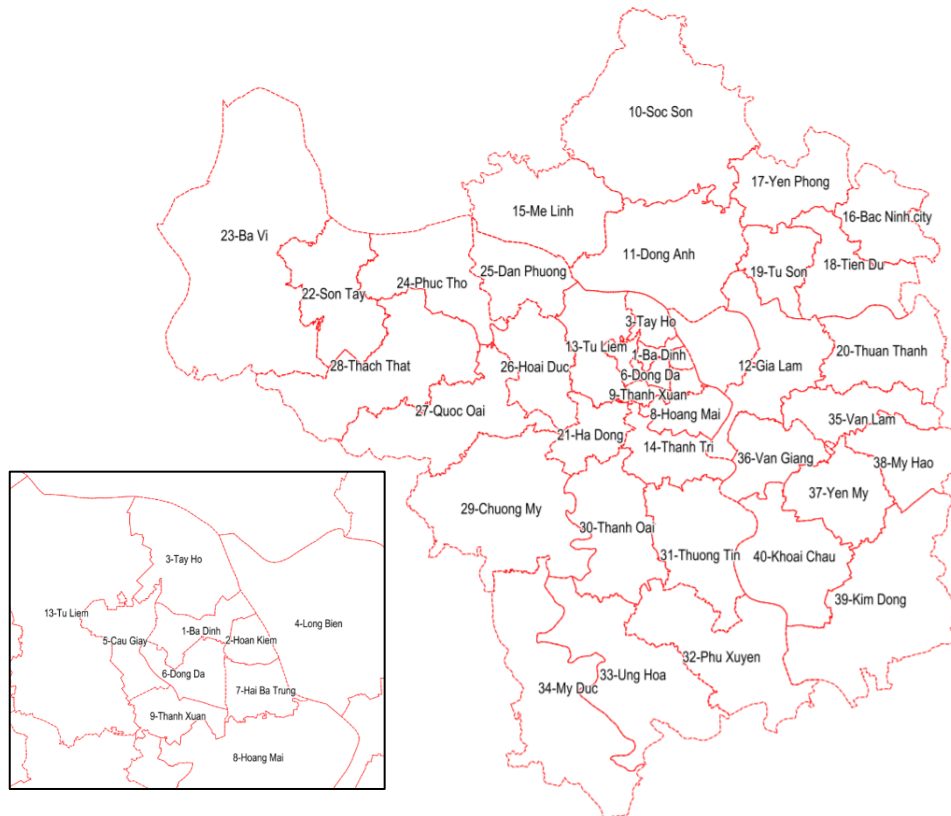 10-Soc Son
17-Yen Phong
15-Me Linh
16-Bac Ninh.city
23-Ba Vi
11-Dong Anh
25-Dan Phuong
19-Tu Son
18-Tien Du
24-Phuc Tho
22-Son Tay
3-Tay Ho
13-Tu Liem
1-Ba Dinh
20-Thuan Thanh
28-Thach That
26-Hoai Duc
12-Gia Lam
6-Dong Da
9-Thanh Xuan
27-Quoc Oai
8-Hoang Mai
35-Van Lam
21-Ha Dong
14-Thanh Tri
36-Van Giang
38-My Hao
37-Yen My
29-Chuong My
30-Thanh Oai
31-Thuong Tin
40-Khoai Chau
39-Kim Dong
32-Phu Xuyen
33-Ung Hoa
34-My Duc
3-Tay Ho
13-Tu Liem
4-Long Bien
1-Ba Dinh
5-Cau Giay
2-Hoan Kiem
6-Dong Da
7-Hai Ba Trung
9-Thanh Xuan
8-Hoang Mai